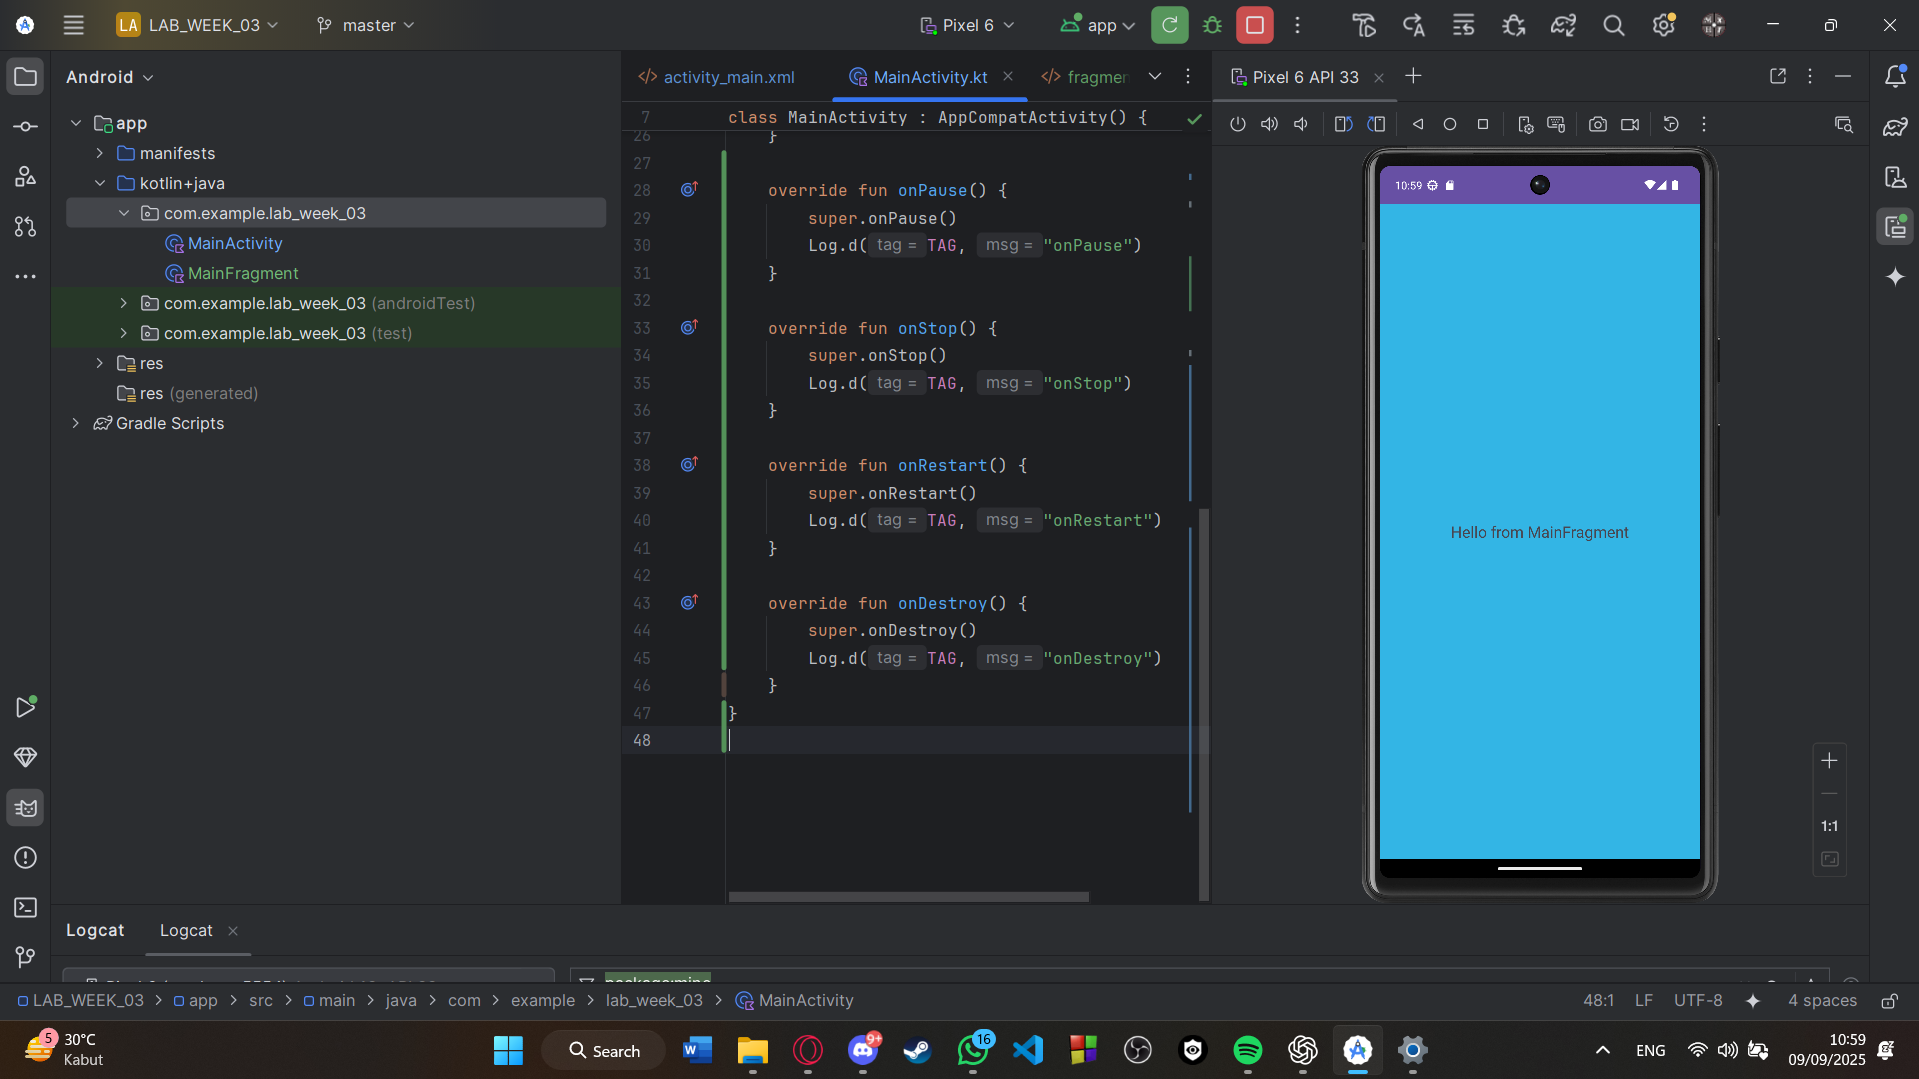 LA LAB_WEEK_03 master Pixel 6 app
Android
app
manifests
kotlin+java
com.example.lab_week_03
MainActivity
MainFragment
com.example.lab_week_03 (androidTest)
com.example.lab_week_03 (test)
res
res (generated)
Gradle Scripts
activity_main.xml MainActivity.kt
7 class MainActivity : AppCompatActivity() {
26 }
27
28 override fun onPause() {
29 super.onPause()
30 Log.d( tag = TAG, msg = "onPause")
31 }
32
33 override fun onStop() {
34 super.onStop()
35 Log.d( tag = TAG, msg = "onStop")
36 }
37
38 override fun onRestart() {
39 super.onRestart()
40 Log.d( tag = TAG, msg = "onRestart")
41 }
42
43 override fun onDestroy() {
44 super.onDestroy()
45 Log.d( tag = TAG, msg = "onDestroy")
46 }
47 }
48
Pixel 6 API 33
10:59
Hello from MainFragment
1:1
Logcat Logcat
LAB_WEEK_03 > app > src > main > java > com > example > lab_week_03 > MainActivity 48:1 LF UTF-8 4 spaces
5
30°C
Kabut
Search
9+
16
ENG
10:59
09/09/2025